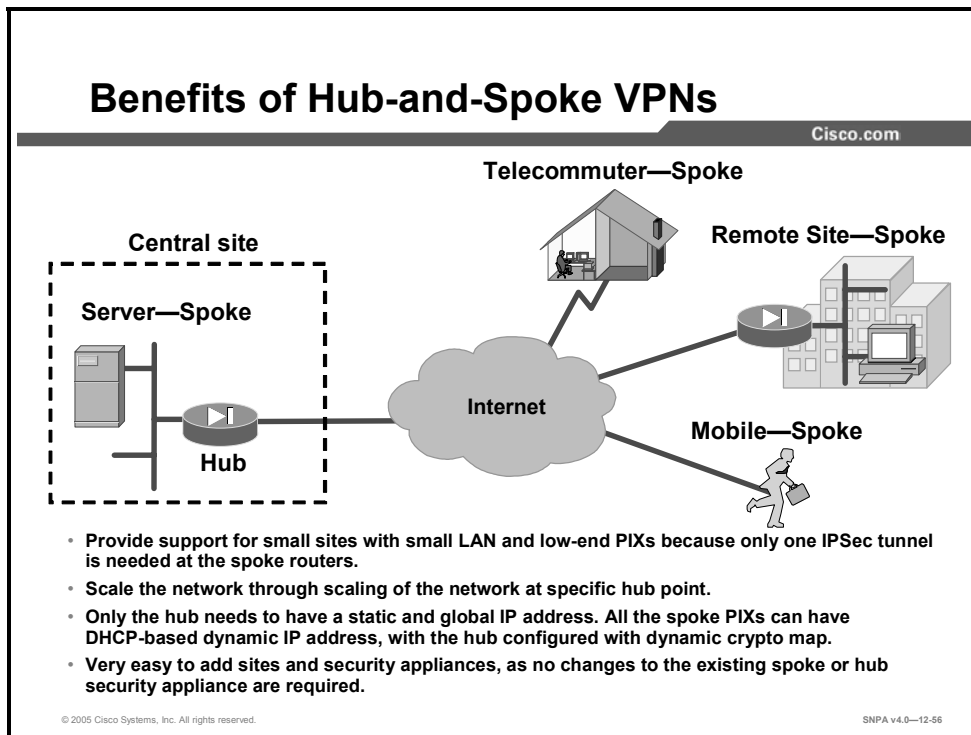 Benefits of Hub-and-Spoke VPNs
Cisco.com
Telecommuter—Spoke
Remote Site—Spoke
Central site
Server—Spoke
Internet
Mobile—Spoke
Hub
• Provide support for small sites with small LAN and low-end PIXs because only one IPSec tunnel
is needed at the spoke routers.
• Scale the network through scaling of the network at specific hub point.
• Only the hub needs to have a static and global IP address. All the spoke PIXs can have
DHCP-based dynamic IP address, with the hub configured with dynamic crypto map.
• Very easy to add sites and security appliances, as no changes to the existing spoke or hub
security appliance are required.
© 2005 Cisco Systems, Inc. All rights reserved.
SNPA v4.0—12-56